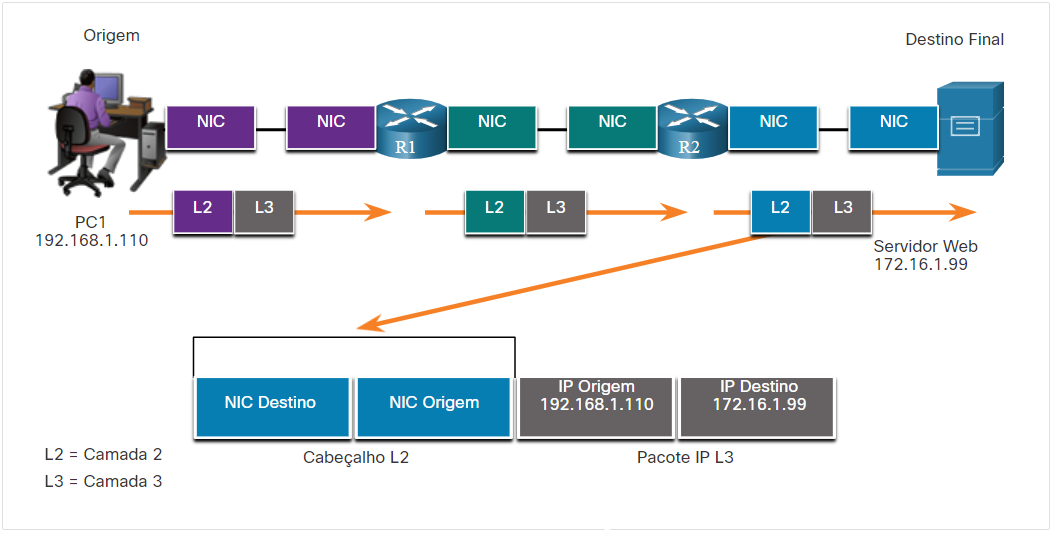 Origem
Destino Final
NIC
NIC
R1
NIC
NIC
R2
NIC
NIC
L2
L3
L2
L3
L2
L3
PC1
192.168.1.110
Servidor Web
172.16.1.99
NIC Destino
NIC Origem
IP Origem
192.168.1.110
IP Destino
172.16.1.99
L2 = Camada 2
L3 = Camada 3
Cabeçalho L2
Pacote IP L3